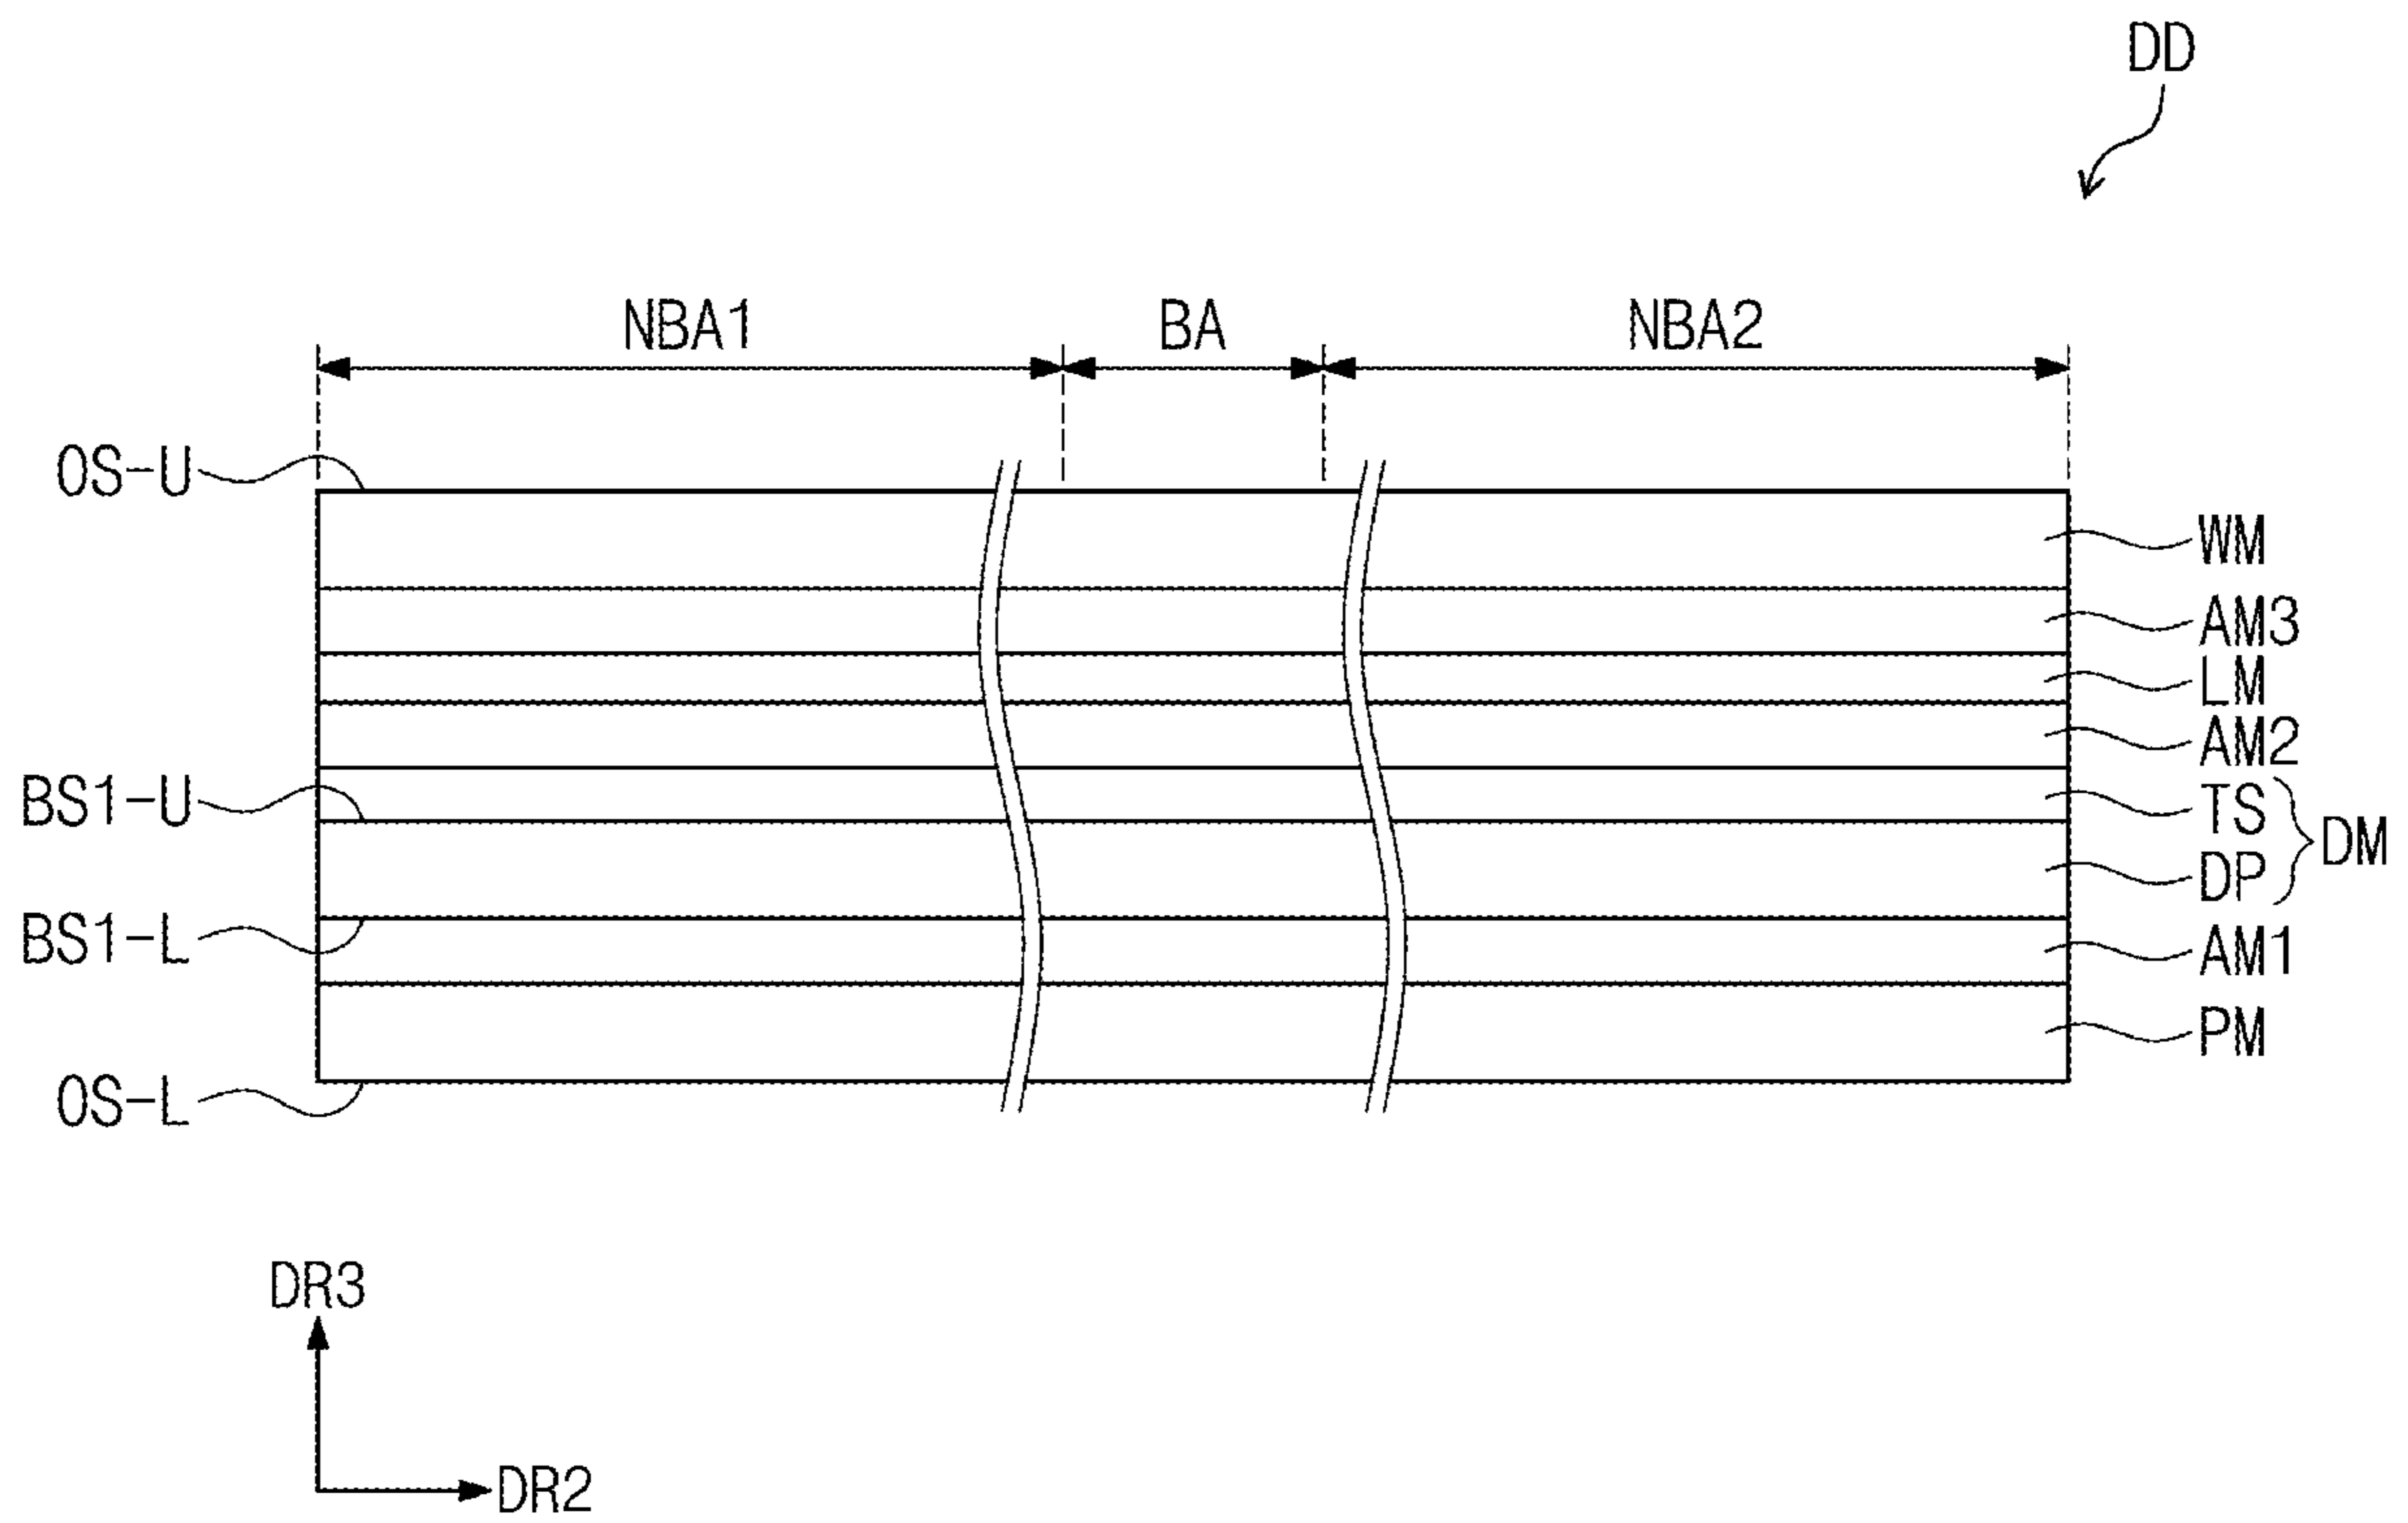 DD
NBA1 BA NBA2
OS-U
WM
AM3
LM
AM2
BS1-U
TS
DM
DP
BS1-L
AM1
PM
OS-L
DR3
DR2